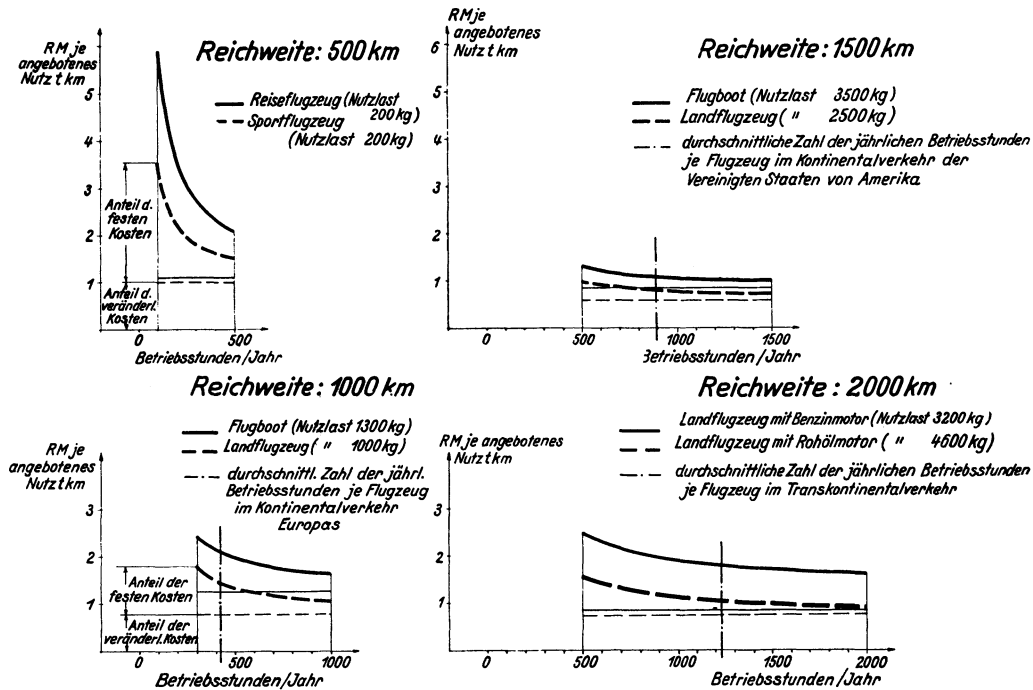 RM je
angebotenes
Nutz t km
Reichweite: 500 km
Reiseflugzeug (Nutzlast
200 kg)
Sportflugzeug
(Nutzlast 200 kg)
5
4
3
2
1
Anteil d.
festen
Kosten
Anteil d.
veränderl.
Kosten
0 500
Betriebsstunden/Jahr
RM je
angebotenes
Nutz t km
Reichweite: 1500 km
Flugboot (Nutzlast 3500 kg)
Landflugzeug ( " 2500 kg)
durchschnittliche Zahl der jährlichen Betriebsstunden
je Flugzeug im Kontinentalverkehr der
Vereinigten Staaten von Amerika
6
5
4
3
2
1
0 500 1000 1500
Betriebsstunden/Jahr
Reichweite: 1000 km
RM je
angebotenes
Nutz t km
Flugboot (Nutzlast 1300 kg)
Landflugzeug ( " 1000 kg)
durchschnittl. Zahl der jährl.
Betriebsstunden je Flugzeug
im Kontinentalverkehr
Europas
3
2
1
Anteil der
festen Kosten
Anteil der
veränderl. Kosten
0 500 1000
Betriebsstunden/Jahr
Reichweite: 2000 km
RM je angebotenes
Nutz t km
Landflugzeug mit Benzinmotor (Nutzlast 3200 kg)
Landflugzeug mit Rohölmotor ( " 4600 kg)
durchschnittliche Zahl der jährlichen Betriebsstunden
je Flugzeug im Transkontinentalverkehr
3
2
1
0 500 1000 1500 2000
Betriebsstunden/Jahr